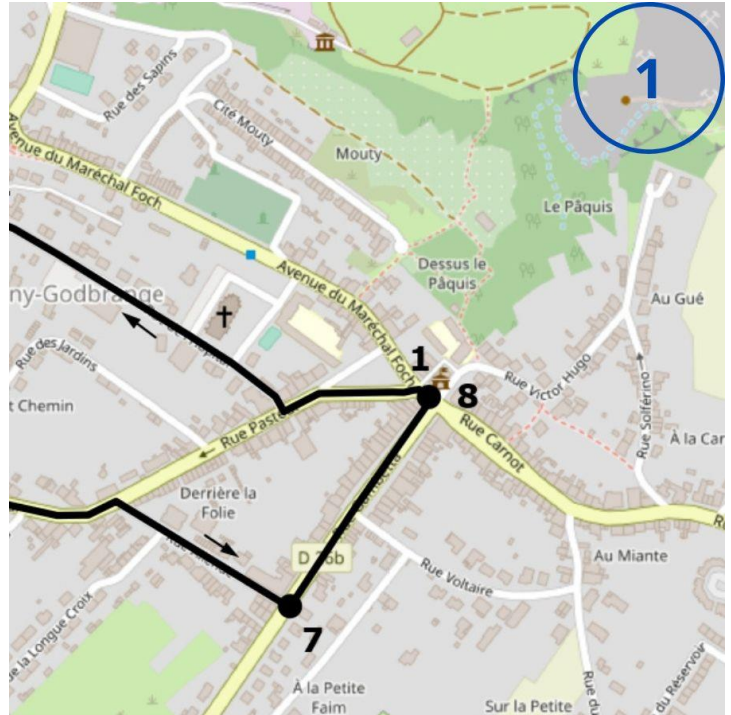 1
Rue des Sapins
Cité Mouty
Avenue du Maréchal Foch
Mouty
Le Pâquis
Dessus le
Pâquis
Avenue du Maréchal Foch
Au Gué
ny-Godbrange
Rue des Jardins
t Chemin
1
8
Rue Victor Hugo
Rue Solférino
Rue Carnot
À la Car
Rue Paste
Derrière la
Folie
D 26b
Au Miante
Rue Voltaire
e la Longue Croix
7
À la Petite
Faim
Sur la Petite
Rue du
du Réservoir